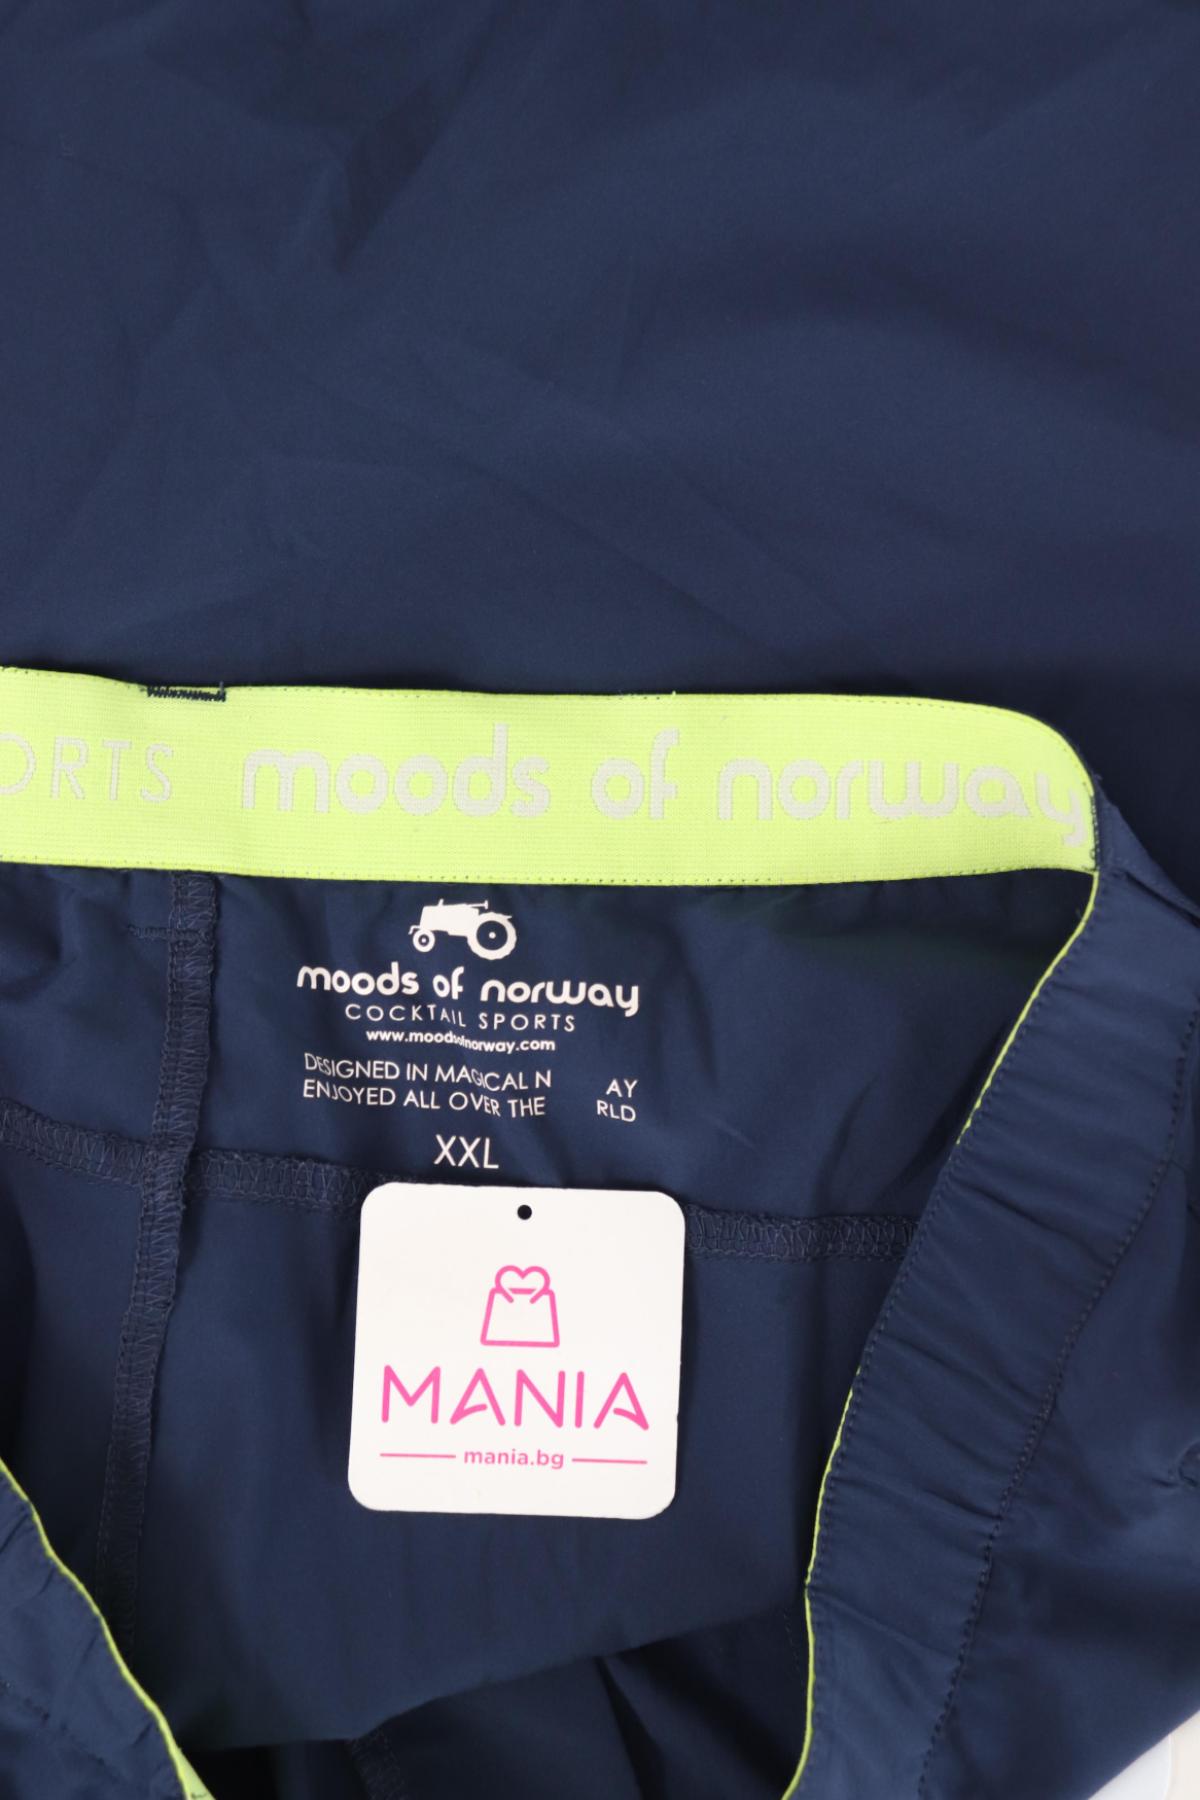 ORTS moods of norway
moods of norway
COCKTAIL SPORTS
www.moodsofnorway.com
DESIGNED IN MAGICAL N AY
ENJOYED ALL OVER THE RLD
XXL
MANIA
mania.bg